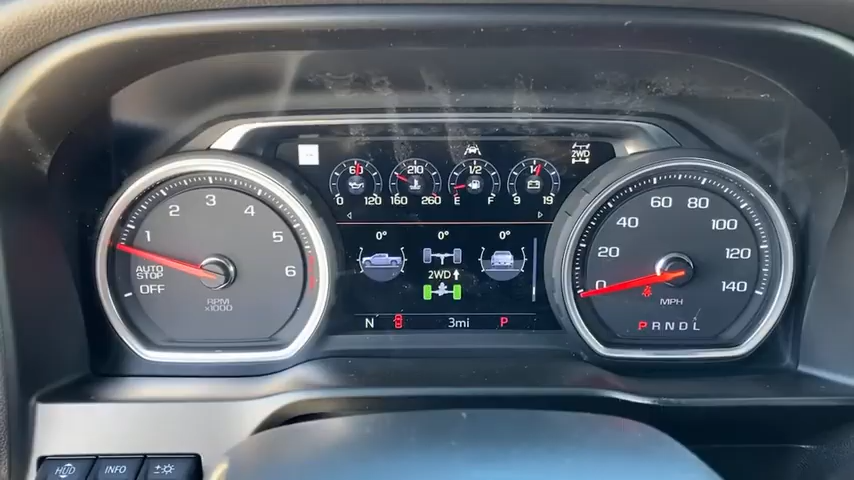 60 210 1/2 14 2WD
0 120 160 260 E F 9 19
1 2 3 4 5 6
AUTO
STOP
OFF
RPM
x1000
0° 0° 0°
2WD
N 3mi P
0 20 40 60 80 100 120 140
MPH
PRNDL
HUD INFO